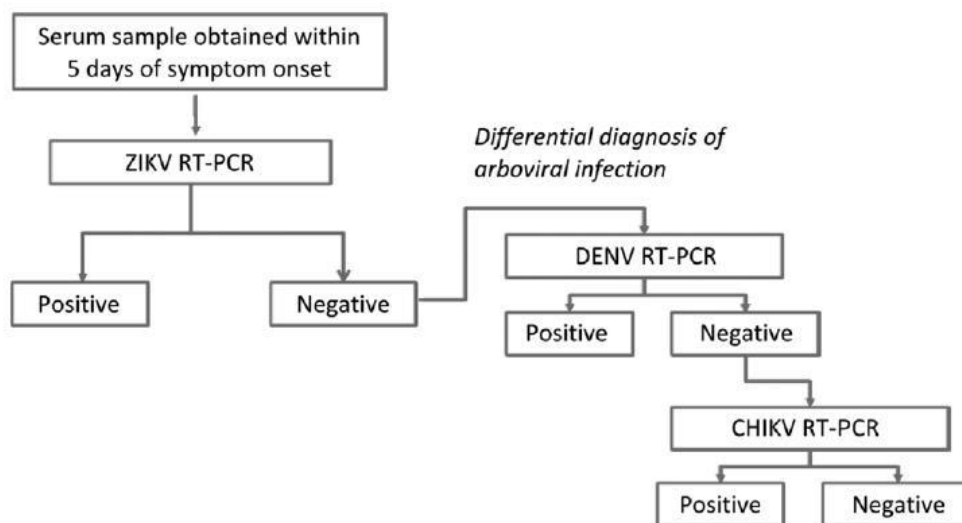 Serum sample obtained within
5 days of symptom onset
ZIKV RT-PCR
Differential diagnosis of
arboviral infection
Positive
Negative
DENV RT-PCR
Positive
Negative
CHIKV RT-PCR
Positive
Negative